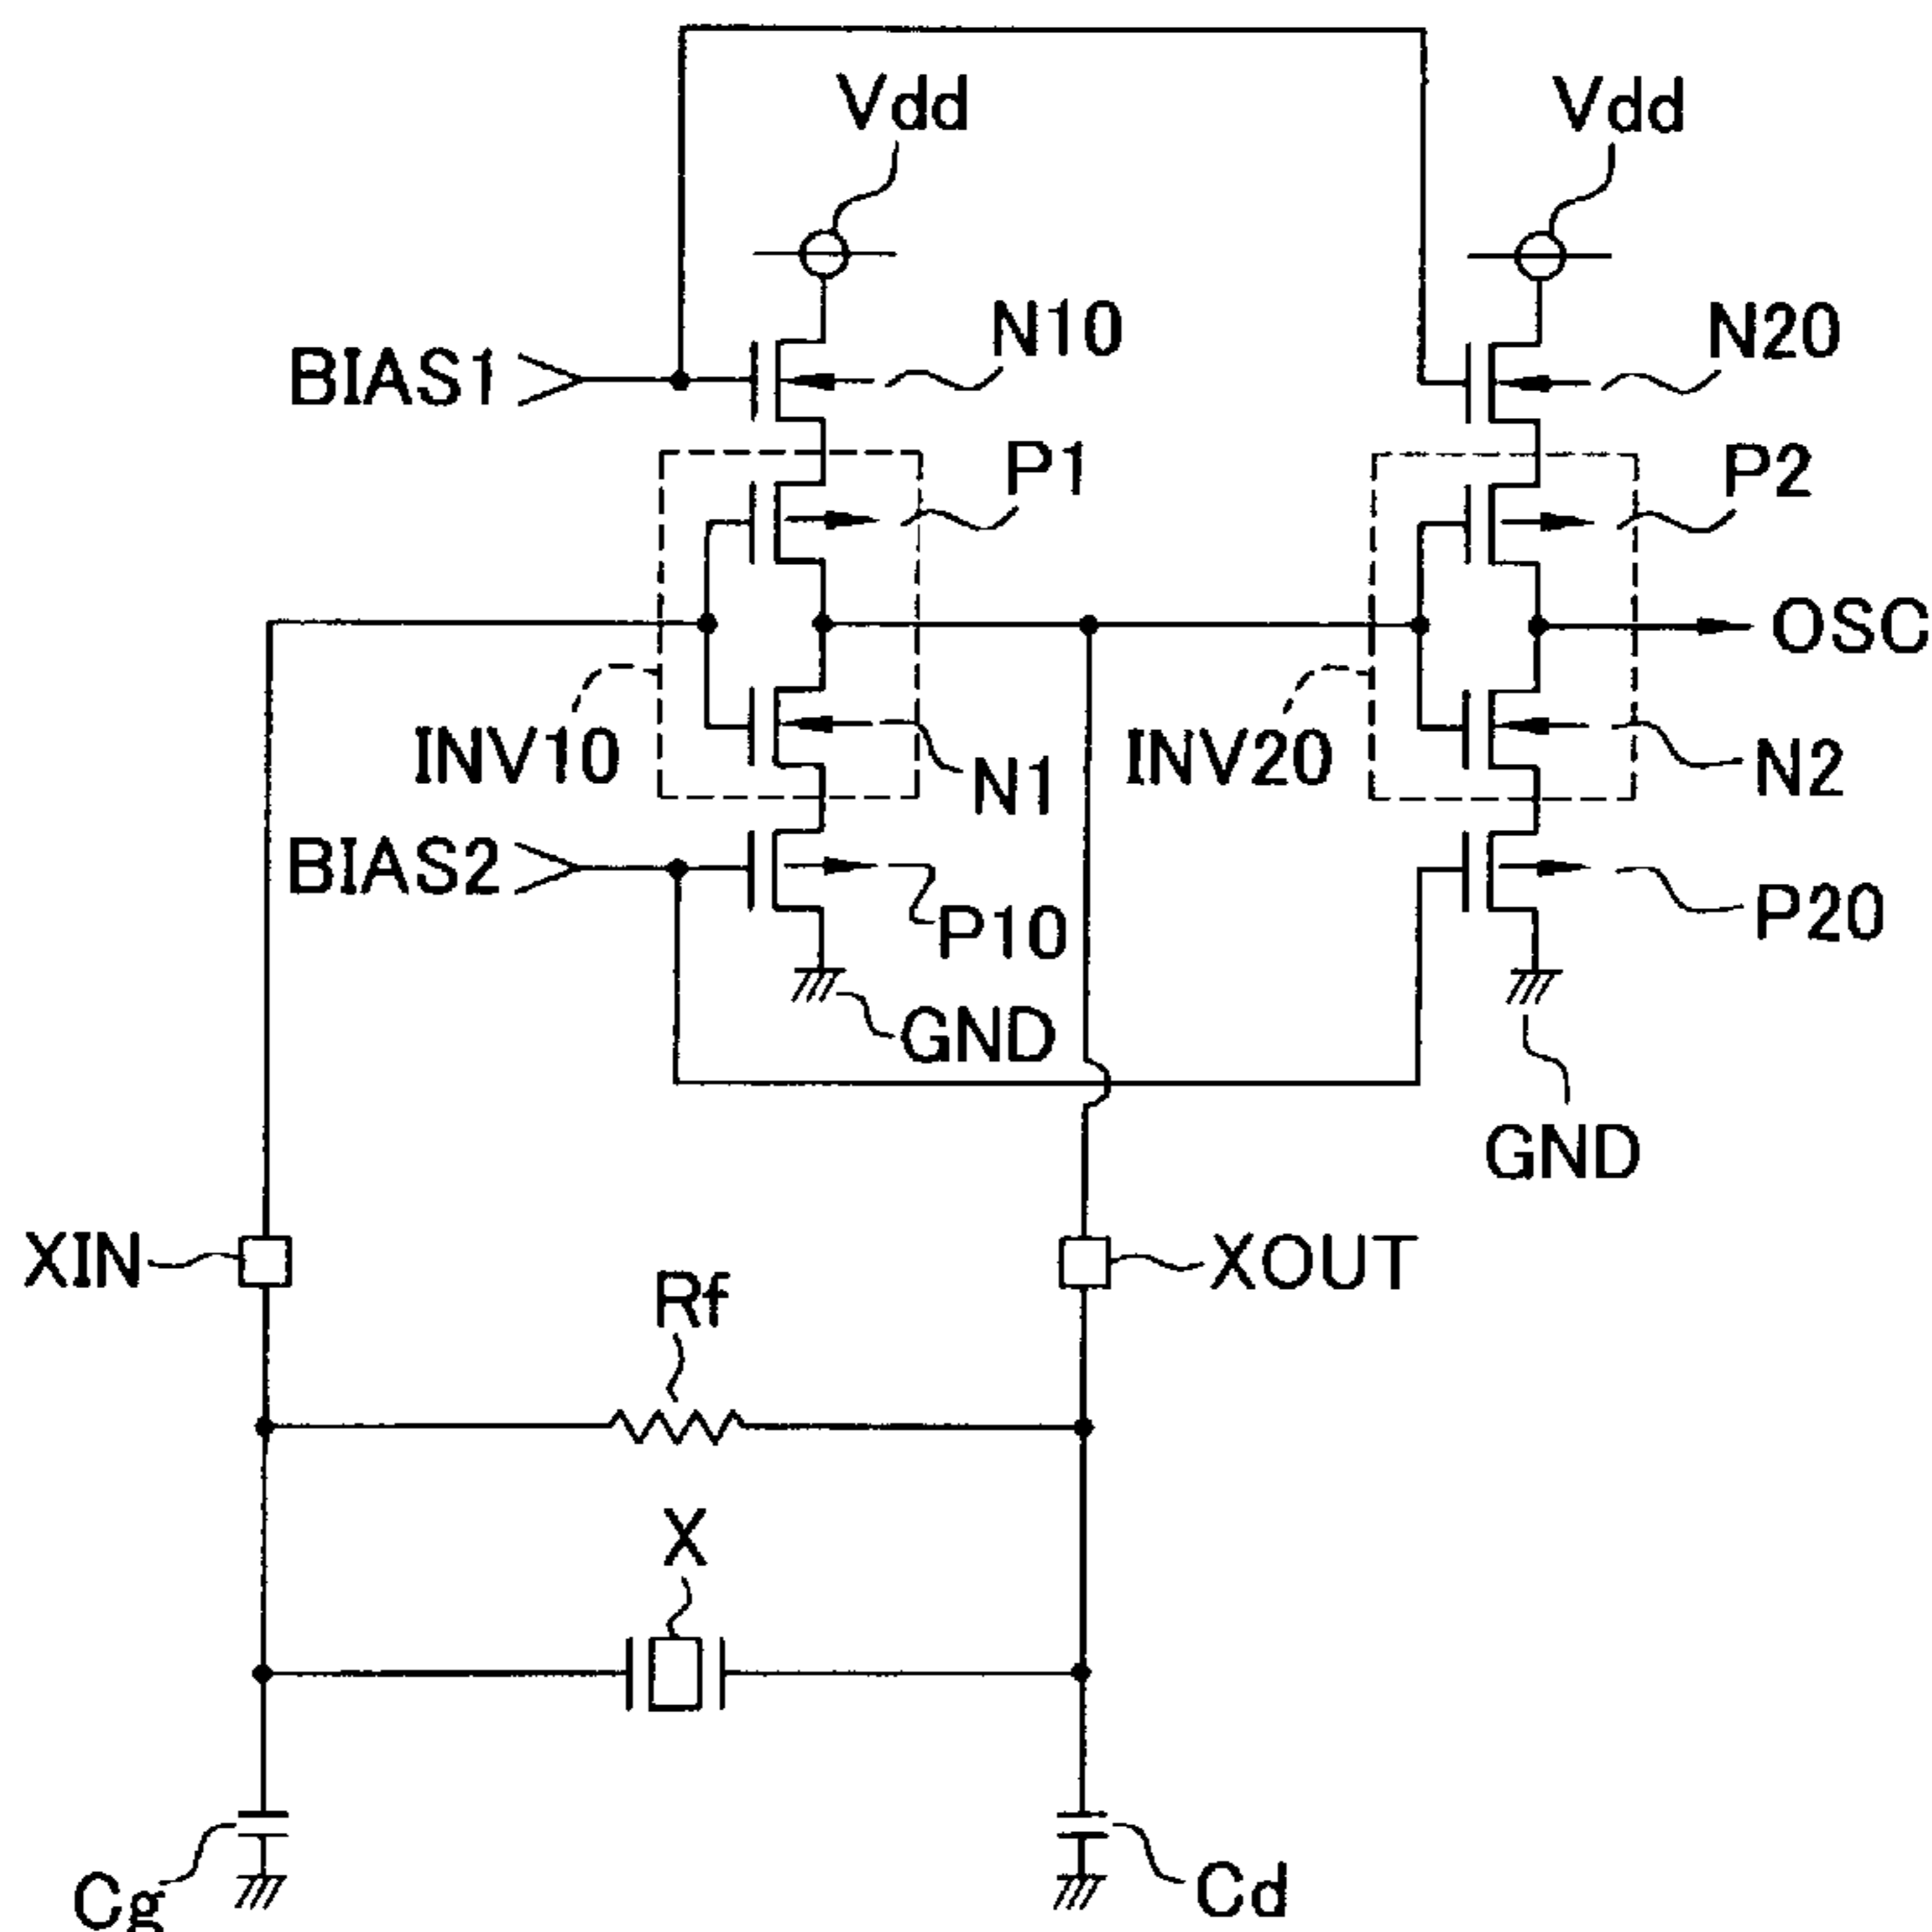 Vdd
Vdd
N10
N20
BIAS1
P1
P2
OSC
INV10
N1
INV20
N2
BIAS2
P10
P20
GND
GND
XIN
XOUT
Rf
X
Cg
Cd